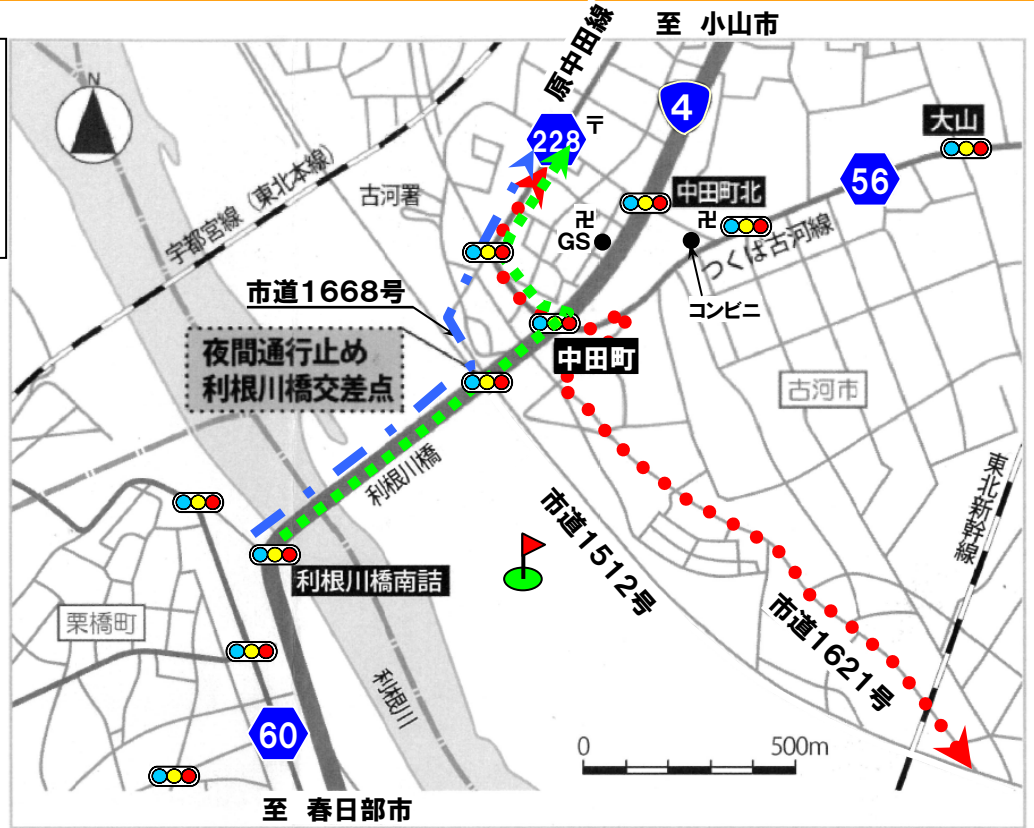 至 小山市
原中田線
4
228
〒
大山
N
宇都宮線（東北本線）
古河署
中田町北
56
卍
GS
卍
つくば古河線
コンビニ
市道1668号
夜間通行止め
利根川橋交差点
中田町
古河市
利根川橋
東北新幹線
市道1512号
利根川橋南詰
栗橋町
市道1621号
利根川
60
0
500m
至 春日部市